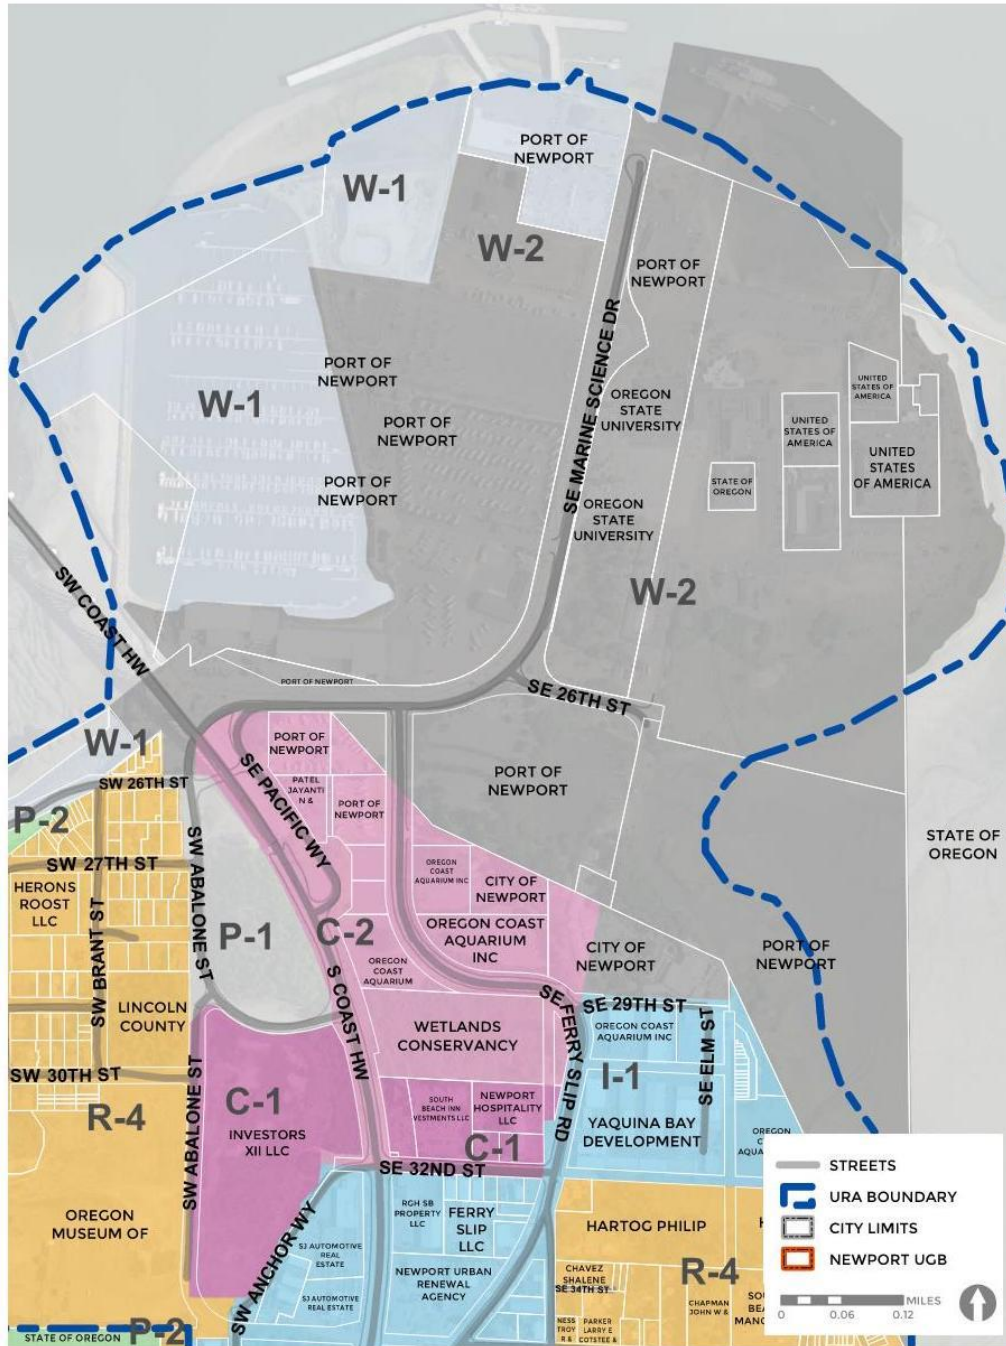 PORT OF
NEWPORT
W-1
W-2
PORT OF
NEWPORT
SE MARINE SCIENCE DR
PORT OF
NEWPORT
W-1
PORT OF
NEWPORT
OREGON
STATE
UNIVERSITY
UNITED
STATES OF
AMERICA
UNITED
STATES OF
AMERICA
UNITED
STATES
OF AMERICA
PORT OF
NEWPORT
STATE OF
OREGON
OREGON
STATE
UNIVERSITY
W-2
SW COAST HW
PORT OF NEWPORT
SE 26TH ST
W-1
PORT OF
NEWPORT
SE PACIFIC WY
SW 26TH ST
PATEL
JAYANTI
N &
PORT OF
NEWPORT
PORT OF
NEWPORT
P-2
SW 27TH ST
SW ABALONE ST
STATE OF
OREGON
OREGON
COAST
AQUARIUM INC
CITY OF
NEWPORT
HERONS
ROOST
LLC
SW BRANT ST
P-1
C-2
OREGON COAST
AQUARIUM
INC
CITY OF
NEWPORT
PORT OF
NEWPORT
OREGON
COAST
AQUARIUM
S COAST HW
LINCOLN
COUNTY
SE FERRY SLIP RD
SE 29TH ST
OREGON COAST
AQUARIUM INC
SE ELM ST
WETLANDS
CONSERVANCY
SW 30TH ST
SW ABALONE ST
R-4
C-1
INVESTORS
XII LLC
SOUTH
BEACH INN
VESTMENTS LLC
NEWPORT
HOSPITALITY
LLC
C-1
I-1
YAQUINA BAY
DEVELOPMENT
OREGON
SE 32ND ST
OREGON
MUSEUM OF
SW ANCHOR WY
RGH SB
PROPERTY
LLC
FERRY
SLIP
LLC
HARTOG PHILIP
SJ AUTOMOTIVE
REAL
ESTATE
NEWPORT URBAN
RENEWAL
AGENCY
CHAVEZ
SHALENE
SE 34TH ST
R-4
SJ AUTOMOTIVE
REAL ESTATE
NESS
TROY
R &
PARKER
LARRY E
COTSTEE &
CHAPMAN
JOHN W &
STATE OF OREGON
P-2
STREETS
URA BOUNDARY
CITY LIMITS
NEWPORT UGB
MILES
0 0.06 0.12